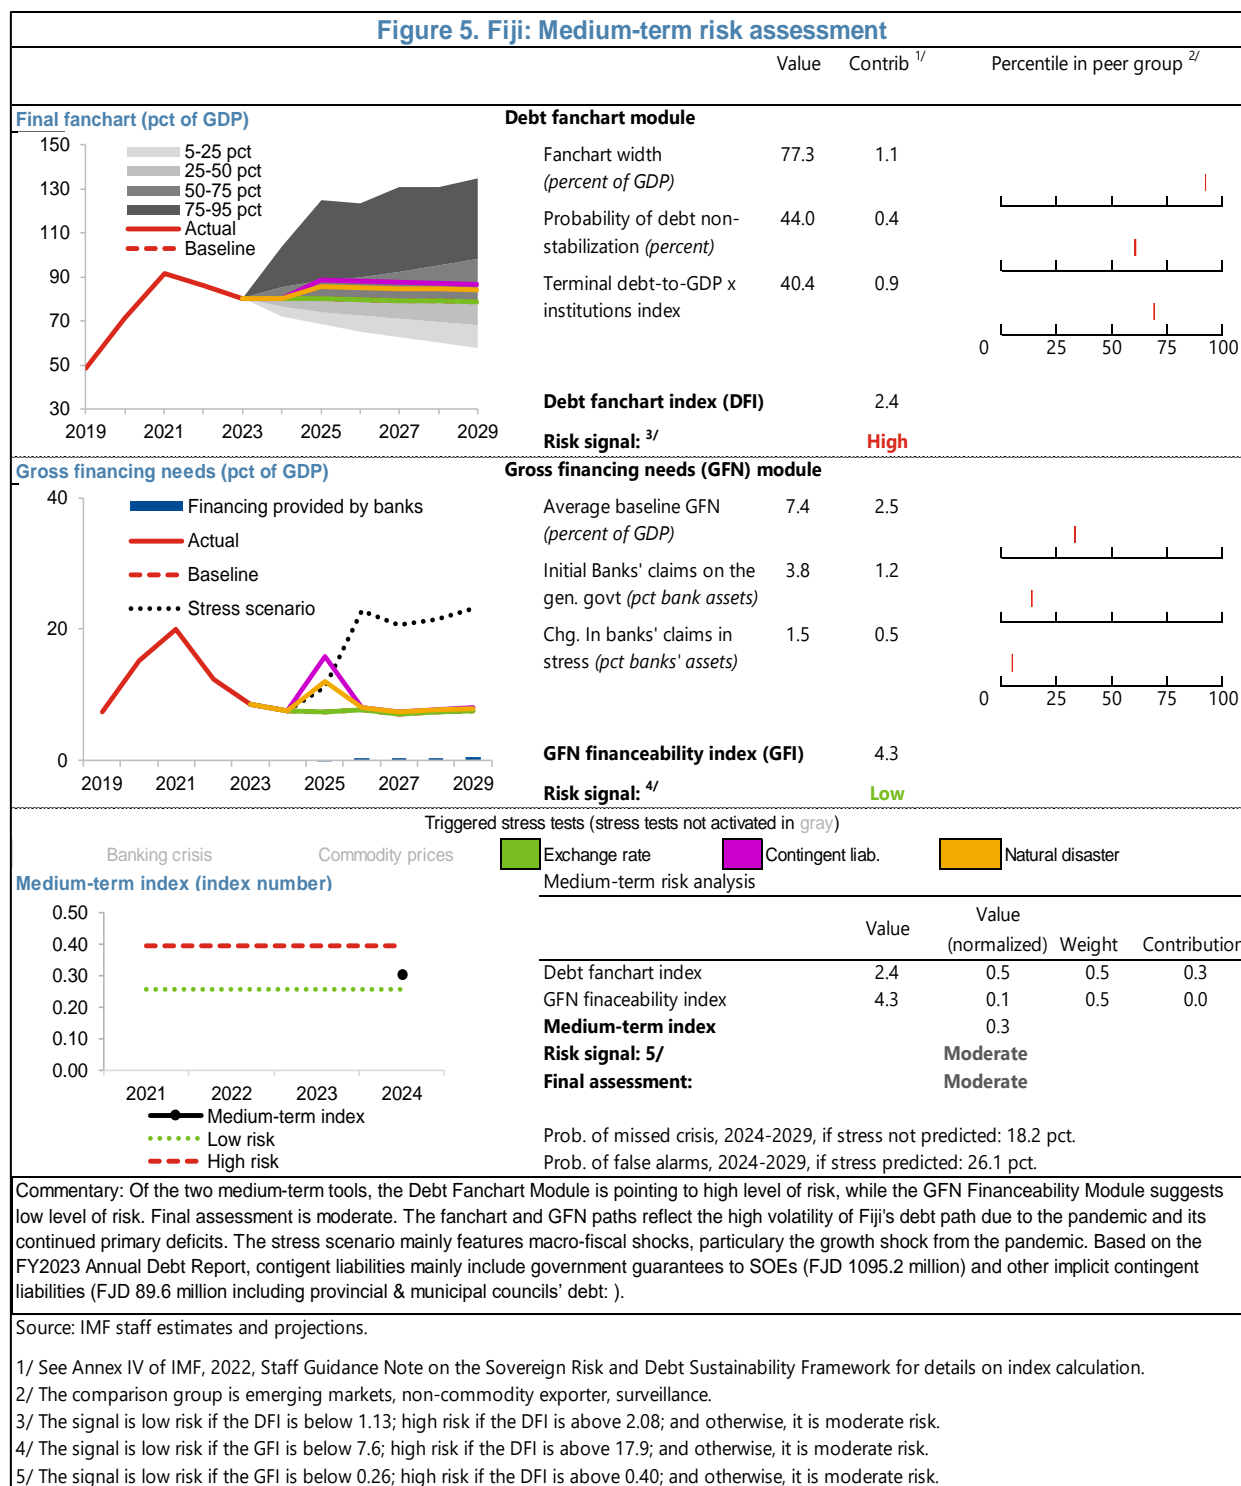 Figure 5. Fiji: Medium-term risk assessment
Value Contrib 1/ Percentile in peer group 2/
Final fanchart (pct of GDP)
150
130
110
90
70
50
30
5-25 pct
25-50 pct
50-75 pct
75-95 pct
Actual
Baseline
2019 2021 2023 2025 2027 2029
Debt fanchart module
Fanchart width 77.3 1.1
(percent of GDP)
Probability of debt non- 44.0 0.4
stabilization (percent)
Terminal debt-to-GDP x 40.4 0.9
institutions index
0 25 50 75 100
Debt fanchart index (DFI) 2.4
Risk signal: 3/ High
Gross financing needs (pct of GDP)
40
20
0
Financing provided by banks
Actual
Baseline
Stress scenario
2019 2021 2023 2025 2027 2029
Gross financing needs (GFN) module
Average baseline GFN 7.4 2.5
(percent of GDP)
Initial Banks' claims on the 3.8 1.2
gen. govt (pct bank assets)
Chg. In banks' claims in 1.5 0.5
stress (pct banks' assets)
0 25 50 75 100
GFN financeability index (GFI) 4.3
Risk signal: 4/ Low
Triggered stress tests (stress tests not activated in gray)
Banking crisis Commodity prices Exchange rate Contingent liab. Natural disaster
Medium-term index (index number)
0.50
0.40
0.30
0.20
0.10
0.00
2021 2022 2023 2024
Medium-term index
Low risk
High risk
Medium-term risk analysis
Value Value
(normalized) Weight Contribution
Debt fanchart index 2.4 0.5 0.5 0.3
GFN finaceability index 4.3 0.1 0.5 0.0
Medium-term index 0.3
Risk signal: 5/ Moderate
Final assessment: Moderate
Prob. of missed crisis, 2024-2029, if stress not predicted: 18.2 pct.
Prob. of false alarms, 2024-2029, if stress predicted: 26.1 pct.
Commentary: Of the two medium-term tools, the Debt Fanchart Module is pointing to high level of risk, while the GFN Financeability Module suggests
low level of risk. Final assessment is moderate. The fanchart and GFN paths reflect the high volatility of Fiji's debt path due to the pandemic and its
continued primary deficits. The stress scenario mainly features macro-fiscal shocks, particulary the growth shock from the pandemic. Based on the
FY2023 Annual Debt Report, contigent liabilities mainly include government guarantees to SOEs (FJD 1095.2 million) and other implicit contingent
liabilities (FJD 89.6 million including provincial & municipal councils’ debt: ).
Source: IMF staff estimates and projections.
1/ See Annex IV of IMF, 2022, Staff Guidance Note on the Sovereign Risk and Debt Sustainability Framework for details on index calculation.
2/ The comparison group is emerging markets, non-commodity exporter, surveillance.
3/ The signal is low risk if the DFI is below 1.13; high risk if the DFI is above 2.08; and otherwise, it is moderate risk.
4/ The signal is low risk if the GFI is below 7.6; high risk if the DFI is above 17.9; and otherwise, it is moderate risk.
5/ The signal is low risk if the GFI is below 0.26; high risk if the DFI is above 0.40; and otherwise, it is moderate risk.